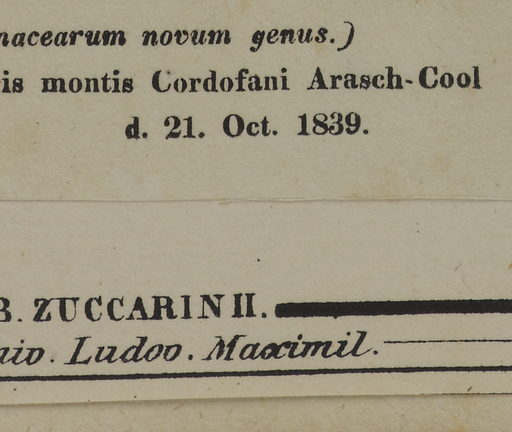 nacearum novum genus.)
is montis Cordofani Arasch-Cool
d. 21. Oct. 1839.
B. ZUCCARINII.
niv. Ludov. Maximil.